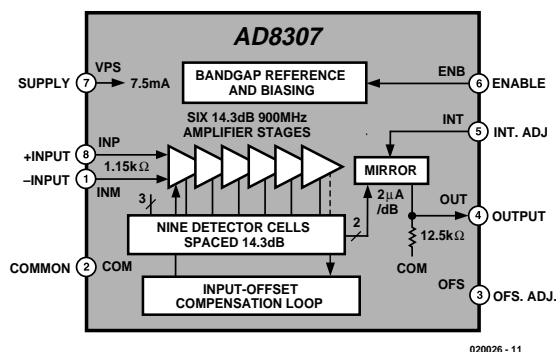 AD8307
SUPPLY
7
VPS
7.5mA
BANDGAP REFERENCE
AND BIASING
ENB
6
ENABLE
SIX 14.3dB 900MHz
AMPLIFIER STAGES
INT
5
INT. ADJ
+INPUT
8
INP
1.15kΩ
–INPUT
1
INM
MIRROR
2µA
/dB
OUT
4
OUTPUT
3
NINE DETECTOR CELLS
SPACED 14.3dB
2
12.5kΩ
COM
COMMON
2
COM
INPUT-OFFSET
COMPENSATION LOOP
OFS
3
OFS. ADJ.
020026 - 11